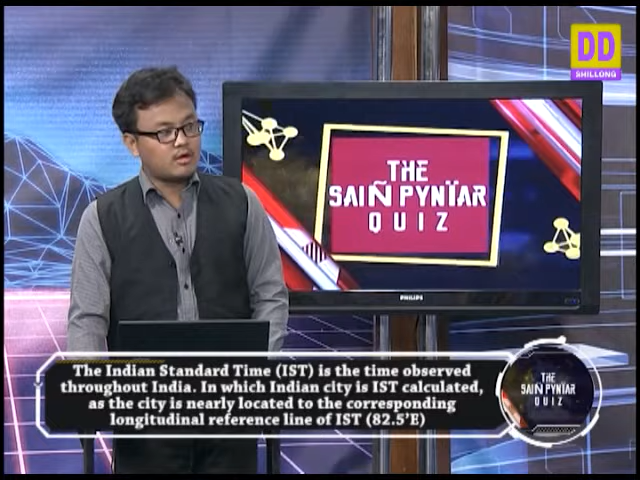 DD
SHILLONG
THE
SAIÑ PYNÏAR
QUIZ
PHILIPS
The Indian Standard Time (IST) is the time observed
throughout India. In which Indian city is IST calculated,
as the city is nearly located to the corresponding
longitudinal reference line of IST (82.5'E)
THE
SAIÑ PYNÏAR
QUIZ